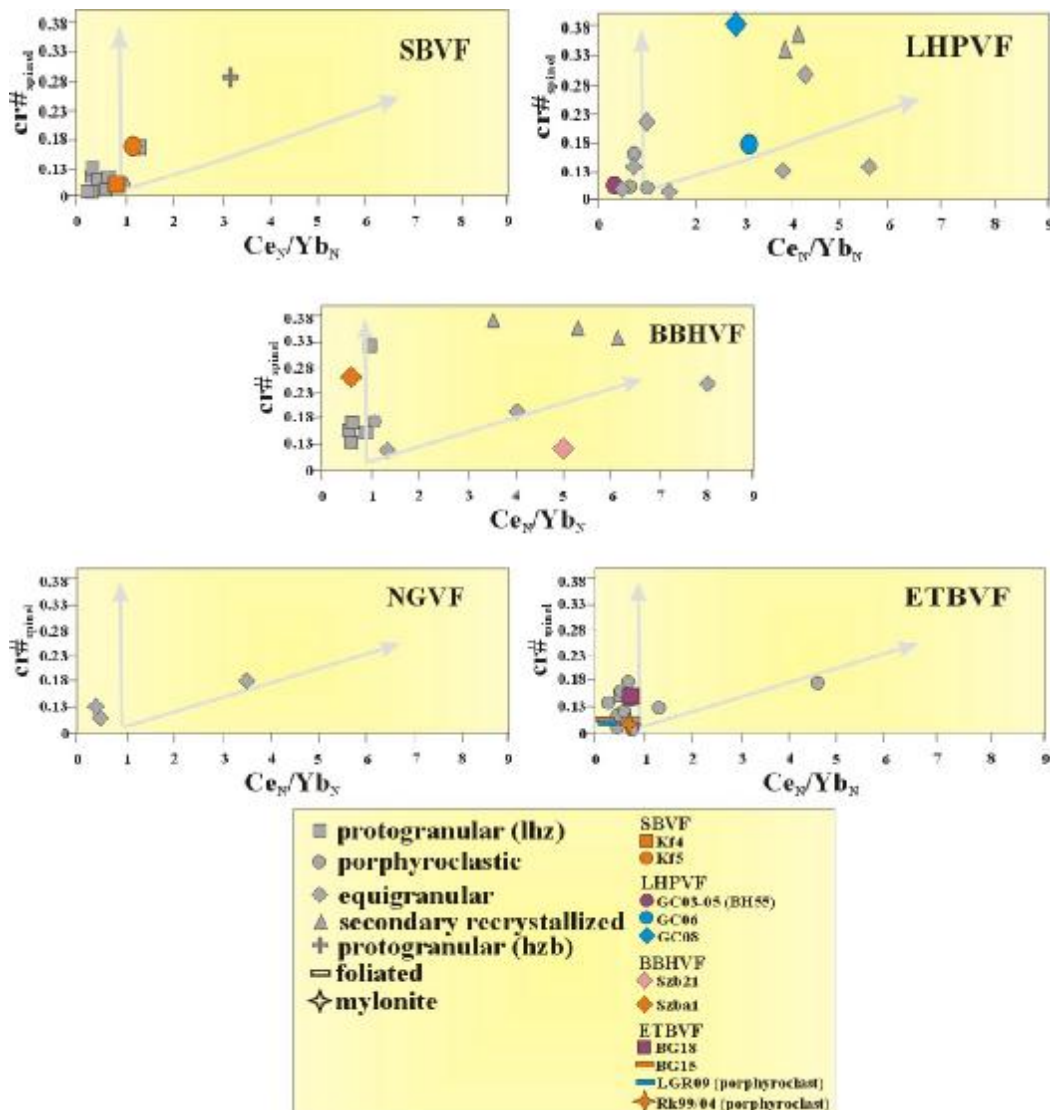 SBVF
cr#spinel
0.38
0.33
0.28
0.23
0.18
0.13
0
0 1 2 3 4 5 6 7 8 9
CeN/YbN
LHPVF
cr#spinel
0.38
0.33
0.28
0.23
0.18
0.13
0
0 1 2 3 4 5 6 7 8 9
CeN/YbN
BBHVF
cr#spinel
0.38
0.33
0.28
0.23
0.18
0.13
0
0 1 2 3 4 5 6 7 8 9
CeN/YbN
NGVF
cr#spinel
0.38
0.33
0.28
0.23
0.18
0.13
0
0 1 2 3 4 5 6 7 8 9
CeN/YbN
ETBVF
cr#spinel
0.38
0.33
0.28
0.23
0.18
0.13
0
0 1 2 3 4 5 6 7 8 9
CeN/YbN
protogranular (lhz)
porphyroclastic
equigranular
secondary recrystallized
protogranular (hzb)
foliated
mylonite
SBVF
Kf4
Kf5
LHPVF
GC03-05 (BH55)
GC06
GC08
BBHVF
Szb21
Szba1
ETBVF
BG18
BG15
LGR09 (porphyroclast)
Rk99/04 (porphyroclast)